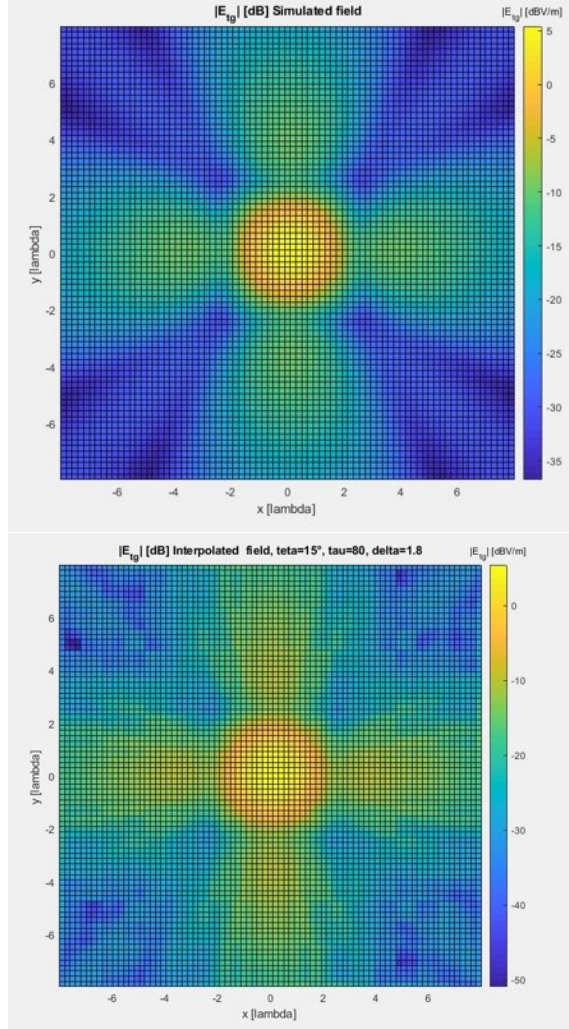 |E_tg| [dB] Simulated field
|E_tg| [dBV/m]
y [lambda]
6
4
2
0
-2
-4
-6
-6 -4 -2 0 2 4 6
x [lambda]
5
0
-5
-10
-15
-20
-25
-30
-35
|E_tg| [dB] Interpolated field, teta=15°, tau=80, delta=1.8
|E_tg| [dBV/m]
y [lambda]
6
4
2
0
-2
-4
-6
-6 -4 -2 0 2 4 6
x [lambda]
0
-10
-20
-30
-40
-50